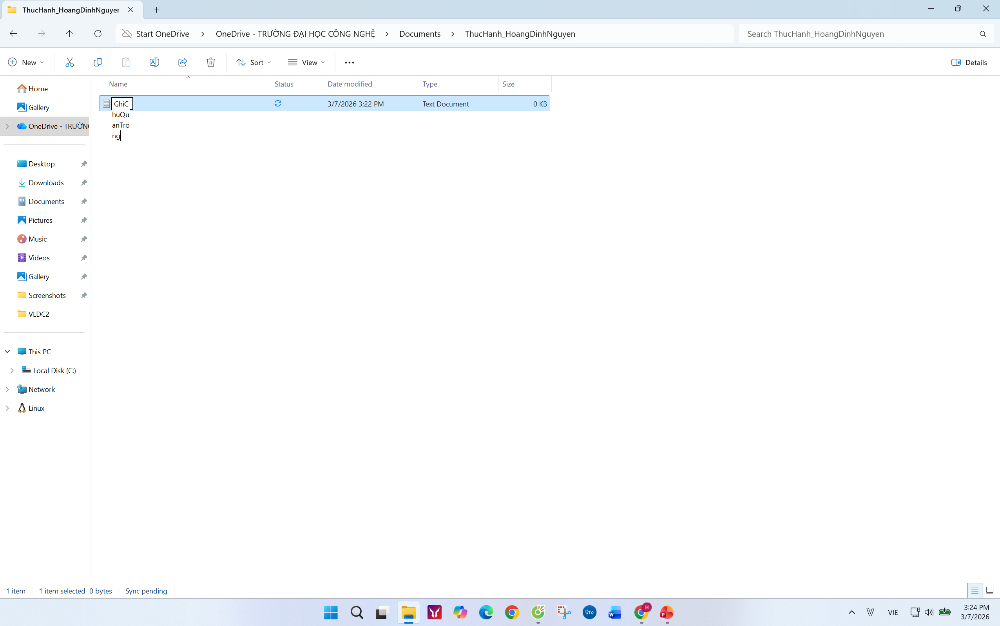 ThucHanh_HoangDinhNguyen
Start OneDrive > OneDrive - TRƯỜNG ĐẠI HỌC CÔNG NGHỆ > Documents > ThucHanh_HoangDinhNguyen
Search ThucHanh_HoangDinhNguyen
New
Sort
View
Details
Name
Status
Date modified
Type
Size
GhiC
huQu
anTro
ng
3/7/2026 3:22 PM
Text Document
0 KB
Home
Gallery
OneDrive - TRƯỜNG
Desktop
Downloads
Documents
Pictures
Music
Videos
Gallery
Screenshots
VLDC2
This PC
Local Disk (C:)
Network
Linux
1 item
1 item selected 0 bytes
Sync pending
lite
W
H
P
V
VIE
3:24 PM
3/7/2026